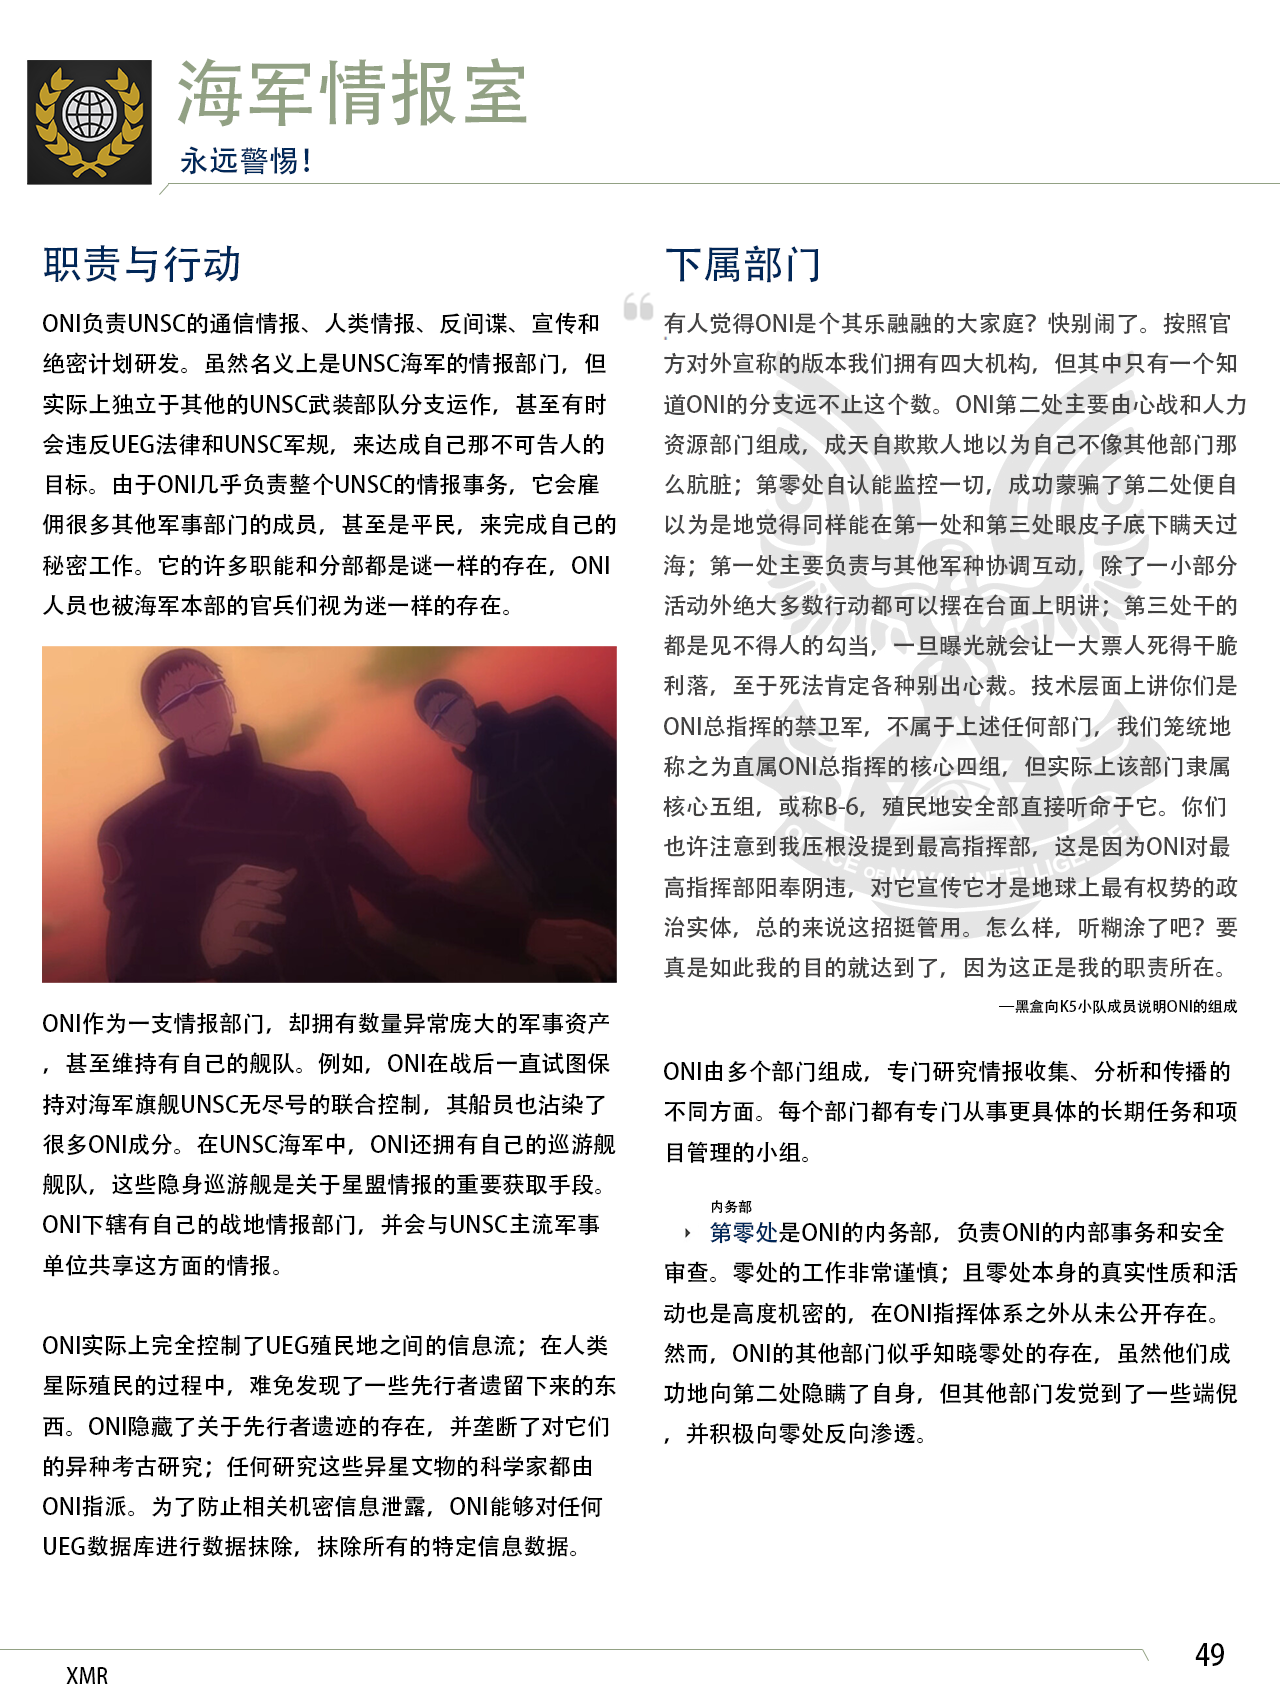 海军情报室
永远警惕！
职责与行动
ONI负责UNSC的通信情报、人类情报、反间谍、宣传和
绝密计划研发。虽然名义上是UNSC海军的情报部门，但
实际上独立于其他的UNSC武装部队分支运作，甚至有时
会违反UEG法律和UNSC军规，来达成自己那不可告人的
目标。由于ONI几乎负责整个UNSC的情报事务，它会雇
佣很多其他军事部门的成员，甚至是平民，来完成自己的
秘密工作。它的许多职能和分部都是谜一样的存在，ONI
人员也被海军本部的官兵们视为迷一样的存在。
ONI作为一支情报部门，却拥有数量异常庞大的军事资产
，甚至维持有自己的舰队。例如，ONI在战后一直试图保
持对海军旗舰UNSC无尽号的联合控制，其船员也沾染了
很多ONI成分。在UNSC海军中，ONI还拥有自己的巡游舰
舰队，这些隐身巡游舰是关于星盟情报的重要获取手段。
ONI下辖有自己的战地情报部门，并会与UNSC主流军事
单位共享这方面的情报。
ONI实际上完全控制了UEG殖民地之间的信息流；在人类
星际殖民的过程中，难免发现了一些先行者遗留下来的东
西。ONI隐藏了关于先行者遗迹的存在，并垄断了对它们
的异种考古研究；任何研究这些异星文物的科学家都由
ONI指派。为了防止相关机密信息泄露，ONI能够对任何
UEG数据库进行数据抹除，抹除所有的特定信息数据。
下属部门
有人觉得ONI是个其乐融融的大家庭？快别闹了。按照官
方对外宣称的版本我们拥有四大机构，但其中只有一个知
道ONI的分支远不止这个数。ONI第二处主要由心战和人力
资源部门组成，成天自欺欺人地以为自己不像其他部门那
么肮脏；第零处自认能监控一切，成功蒙骗了第二处便自
以为是地觉得同样能在第一处和第三处眼皮子底下瞒天过
海；第一处主要负责与其他军种协调互动，除了一小部分
活动外绝大多数行动都可以摆在台面上明讲；第三处干的
都是见不得人的勾当，一旦曝光就会让一大票人死得干脆
利落，至于死法肯定各种别出心裁。技术层面上讲你们是
ONI总指挥的禁卫军，不属于上述任何部门，我们笼统地
称之为直属ONI总指挥的核心四组，但实际上该部门隶属
核心五组，或称B-6，殖民地安全部直接听命于它。你们
也许注意到我压根没提到最高指挥部，这是因为ONI对最
高指挥部阳奉阴违，对它宣传它才是地球上最有权势的政
治实体，总的来说这招挺管用。怎么样，听糊涂了吧？要
真是如此我的目的就达到了，因为这正是我的职责所在。
—黑盒向K5小队成员说明ONI的组成
ONI由多个部门组成，专门研究情报收集、分析和传播的
不同方面。每个部门都有专门从事更具体的长期任务和项
目管理的小组。
内务部
第零处是ONI的内务部，负责ONI的内部事务和安全
审查。零处的工作非常谨慎；且零处本身的真实性质和活
动也是高度机密的，在ONI指挥体系之外从未公开存在。
然而，ONI的其他部门似乎知晓零处的存在，虽然他们成
功地向第二处隐瞒了自身，但其他部门发觉到了一些端倪
，并积极向零处反向渗透。
XMR
49